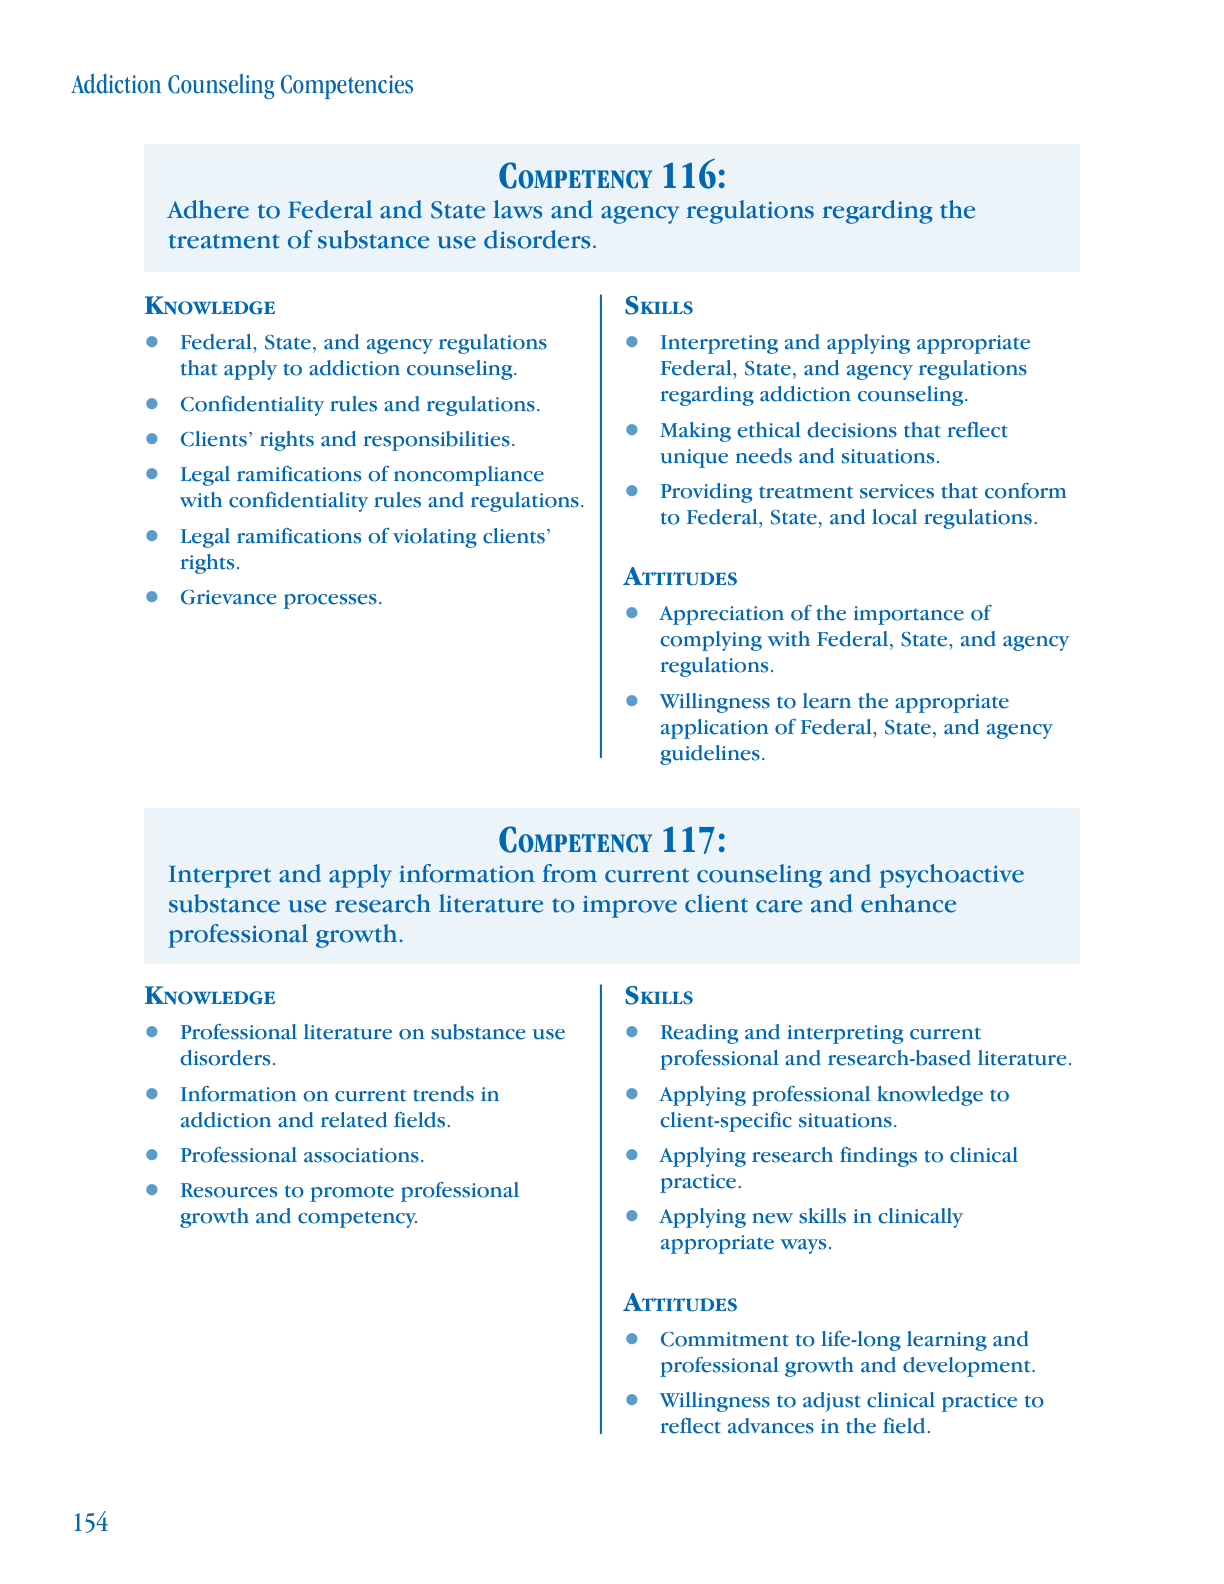 Addiction Counseling Competencies
COMPETENCY 116:
Adhere to Federal and State laws and agency regulations regarding the
treatment of substance use disorders.
KNOWLEDGE
● Federal, State, and agency regulations
that apply to addiction counseling.
● Confidentiality rules and regulations.
● Clients’ rights and responsibilities.
● Legal ramifications of noncompliance
with confidentiality rules and regulations.
● Legal ramifications of violating clients’
rights.
● Grievance processes.
SKILLS
● Interpreting and applying appropriate
Federal, State, and agency regulations
regarding addiction counseling.
● Making ethical decisions that reflect
unique needs and situations.
● Providing treatment services that conform
to Federal, State, and local regulations.
ATTITUDES
● Appreciation of the importance of
complying with Federal, State, and agency
regulations.
● Willingness to learn the appropriate
application of Federal, State, and agency
guidelines.
COMPETENCY 117:
Interpret and apply information from current counseling and psychoactive
substance use research literature to improve client care and enhance
professional growth.
KNOWLEDGE
● Professional literature on substance use
disorders.
● Information on current trends in
addiction and related fields.
● Professional associations.
● Resources to promote professional
growth and competency.
SKILLS
● Reading and interpreting current
professional and research-based literature.
● Applying professional knowledge to
client-specific situations.
● Applying research findings to clinical
practice.
● Applying new skills in clinically
appropriate ways.
ATTITUDES
● Commitment to life-long learning and
professional growth and development.
● Willingness to adjust clinical practice to
reflect advances in the field.
154